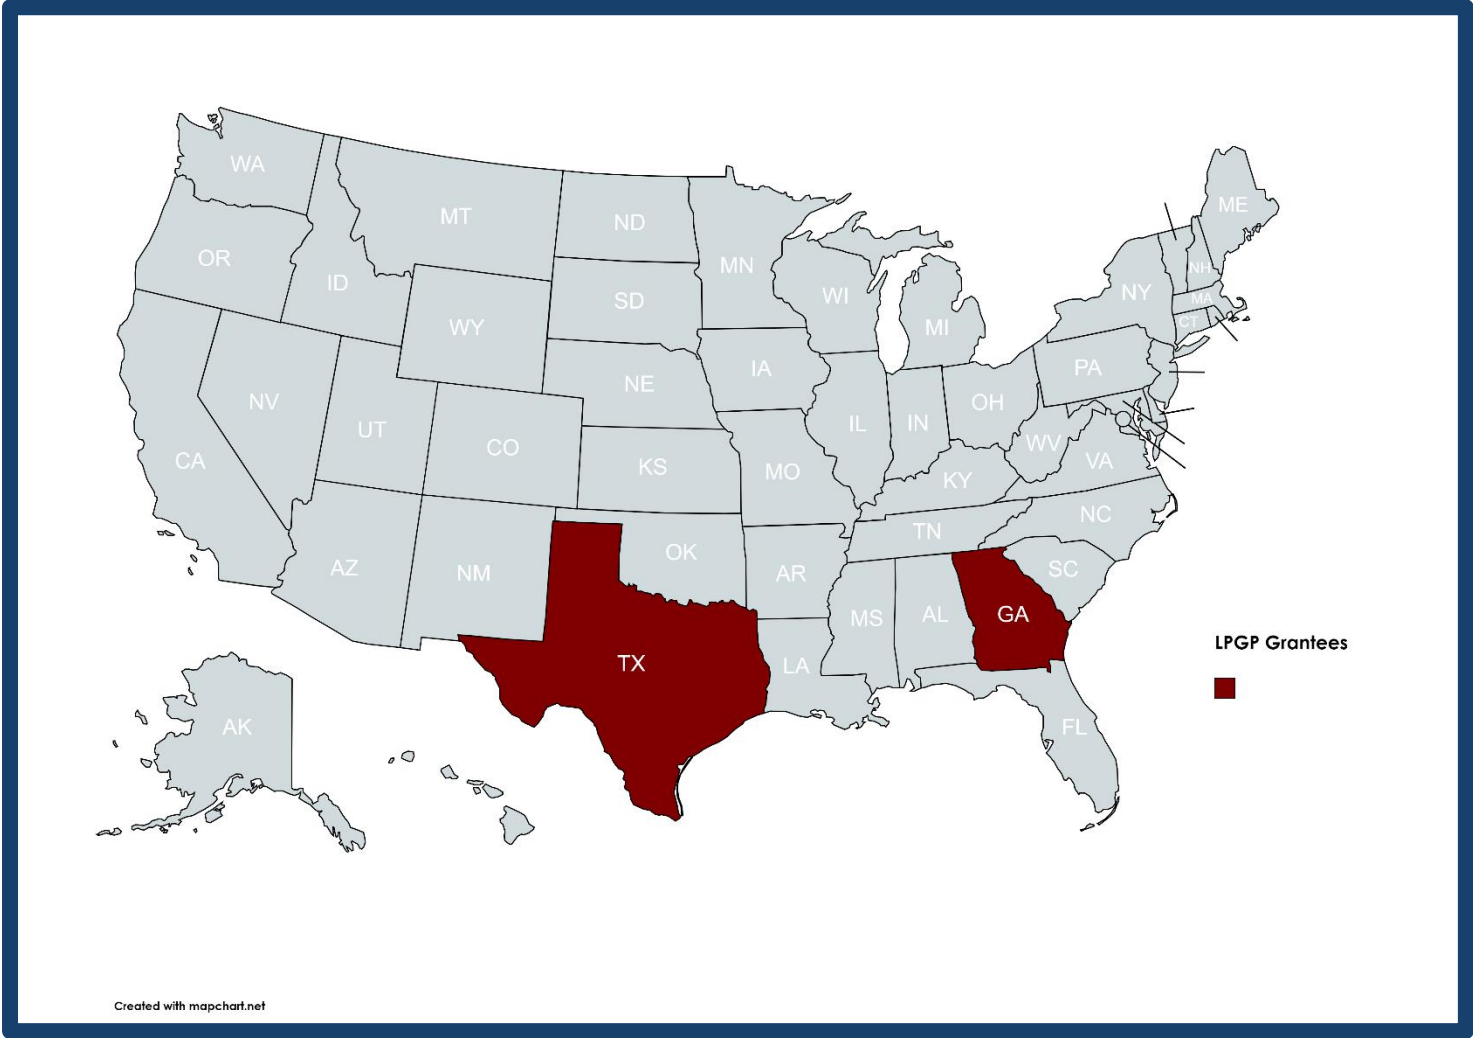 WA
MT
ND
MN
ME
OR
ID
SD
WI
MI
NY
NH
MA
CT
WY
IA
PA
NE
NV
UT
CO
IL
IN
OH
CA
KS
MO
WV
VA
KY
NC
TN
OK
AZ
NM
AR
SC
MS
AL
GA
TX
LA
FL
AK
LPGP Grantees
Created with mapchart.net